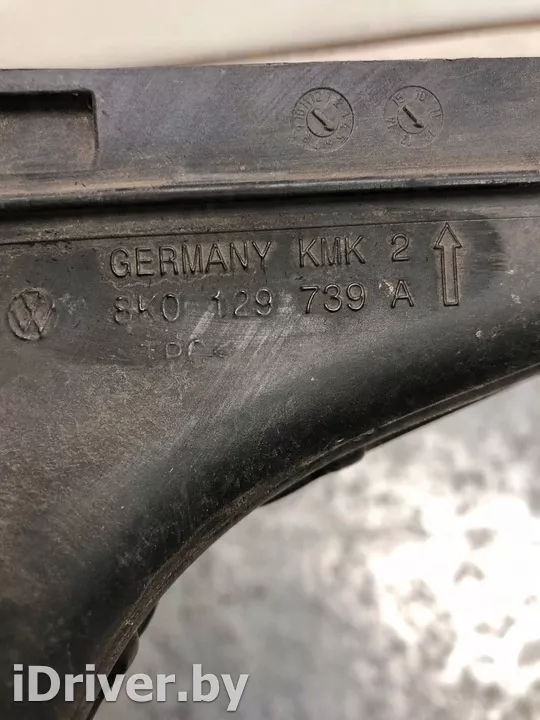 GERMANY KMK 2
8K0 129 739 A
iDriver.by